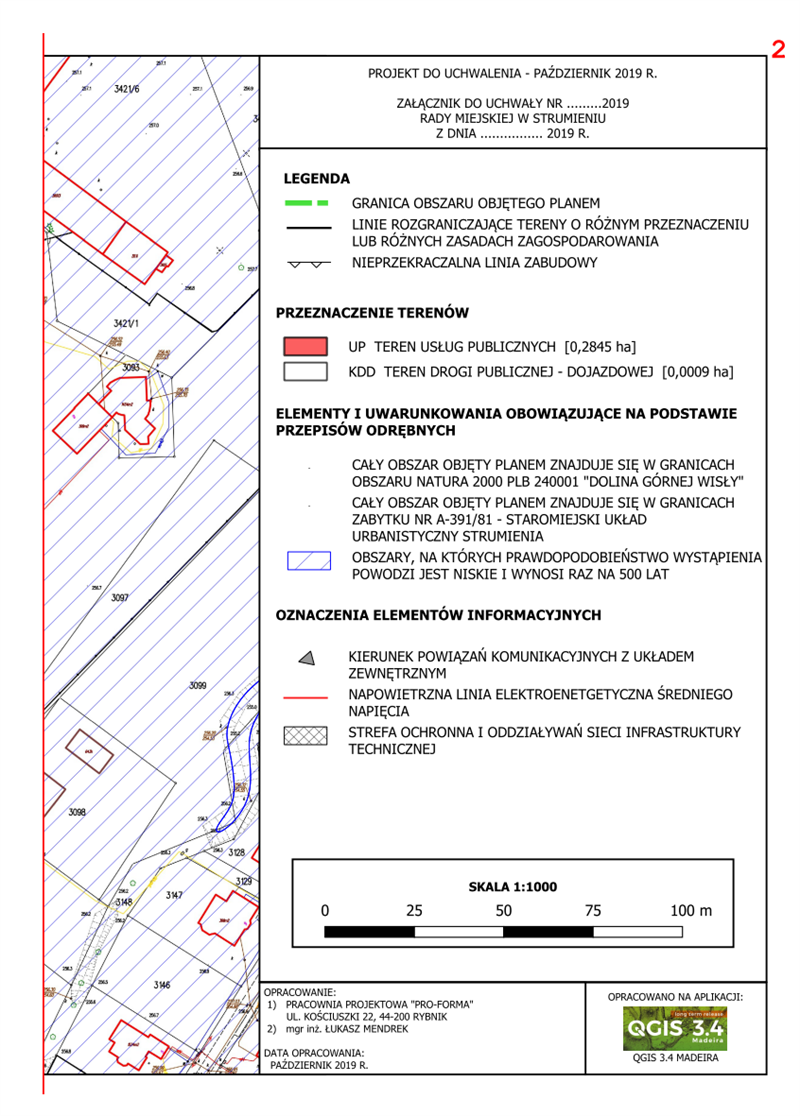 2
PROJEKT DO UCHWALENIA - PAŹDZIERNIK 2019 R.
ZAŁĄCZNIK DO UCHWAŁY NR .........2019
RADY MIEJSKIEJ W STRUMIENIU
Z DNIA ................ 2019 R.
LEGENDA
GRANICA OBSZARU OBJĘTEGO PLANEM
LINIE ROZGRANICZAJĄCE TERENY O RÓŻNYM PRZEZNACZENIU
LUB RÓŻNYCH ZASADACH ZAGOSPODAROWANIA
NIEPRZEKRACZALNA LINIA ZABUDOWY
PRZEZNACZENIE TERENÓW
UP TEREN USŁUG PUBLICZNYCH [0,2845 ha]
KDD TEREN DROGI PUBLICZNEJ - DOJAZDOWEJ [0,0009 ha]
ELEMENTY I UWARUNKOWANIA OBOWIĄZUJĄCE NA PODSTAWIE
PRZEPISÓW ODRĘBNYCH
CAŁY OBSZAR OBJĘTY PLANEM ZNAJDUJE SIĘ W GRANICACH
OBSZARU NATURA 2000 PLB 240001 "DOLINA GÓRNEJ WISŁY"
CAŁY OBSZAR OBJĘTY PLANEM ZNAJDUJE SIĘ W GRANICACH
ZABYTKU NR A-391/81 - STAROMIEJSKI UKŁAD
URBANISTYCZNY STRUMIENIA
OBSZARY, NA KTÓRYCH PRAWDOPODOBIEŃSTWO WYSTĄPIENIA
POWODZI JEST NISKIE I WYNOSI RAZ NA 500 LAT
OZNACZENIA ELEMENTÓW INFORMACYJNYCH
KIERUNEK POWIĄZAŃ KOMUNIKACYJNYCH Z UKŁADEM
ZEWNĘTRZNYM
NAPOWIETRZNA LINIA ELEKTROENETGETYCZNA ŚREDNIEGO
NAPIĘCIA
STREFA OCHRONNA I ODDZIAŁYWAŃ SIECI INFRASTRUKTURY
TECHNICZNEJ
SKALA 1:1000
0 25 50 75 100 m
OPRACOWANIE:
1) PRACOWNIA PROJEKTOWA "PRO-FORMA"
UL. KOŚCIUSZKI 22, 44-200 RYBNIK
2) mgr inż. ŁUKASZ MENDREK
DATA OPRACOWANIA:
PAŹDZIERNIK 2019 R.
OPRACOWANO NA APLIKACJI:
long term release
QGIS 3.4
Madeira
QGIS 3.4 MADEIRA
3421/6
3421/1
3093
3097
3099
3098
3128
3129
3147
3148
3146